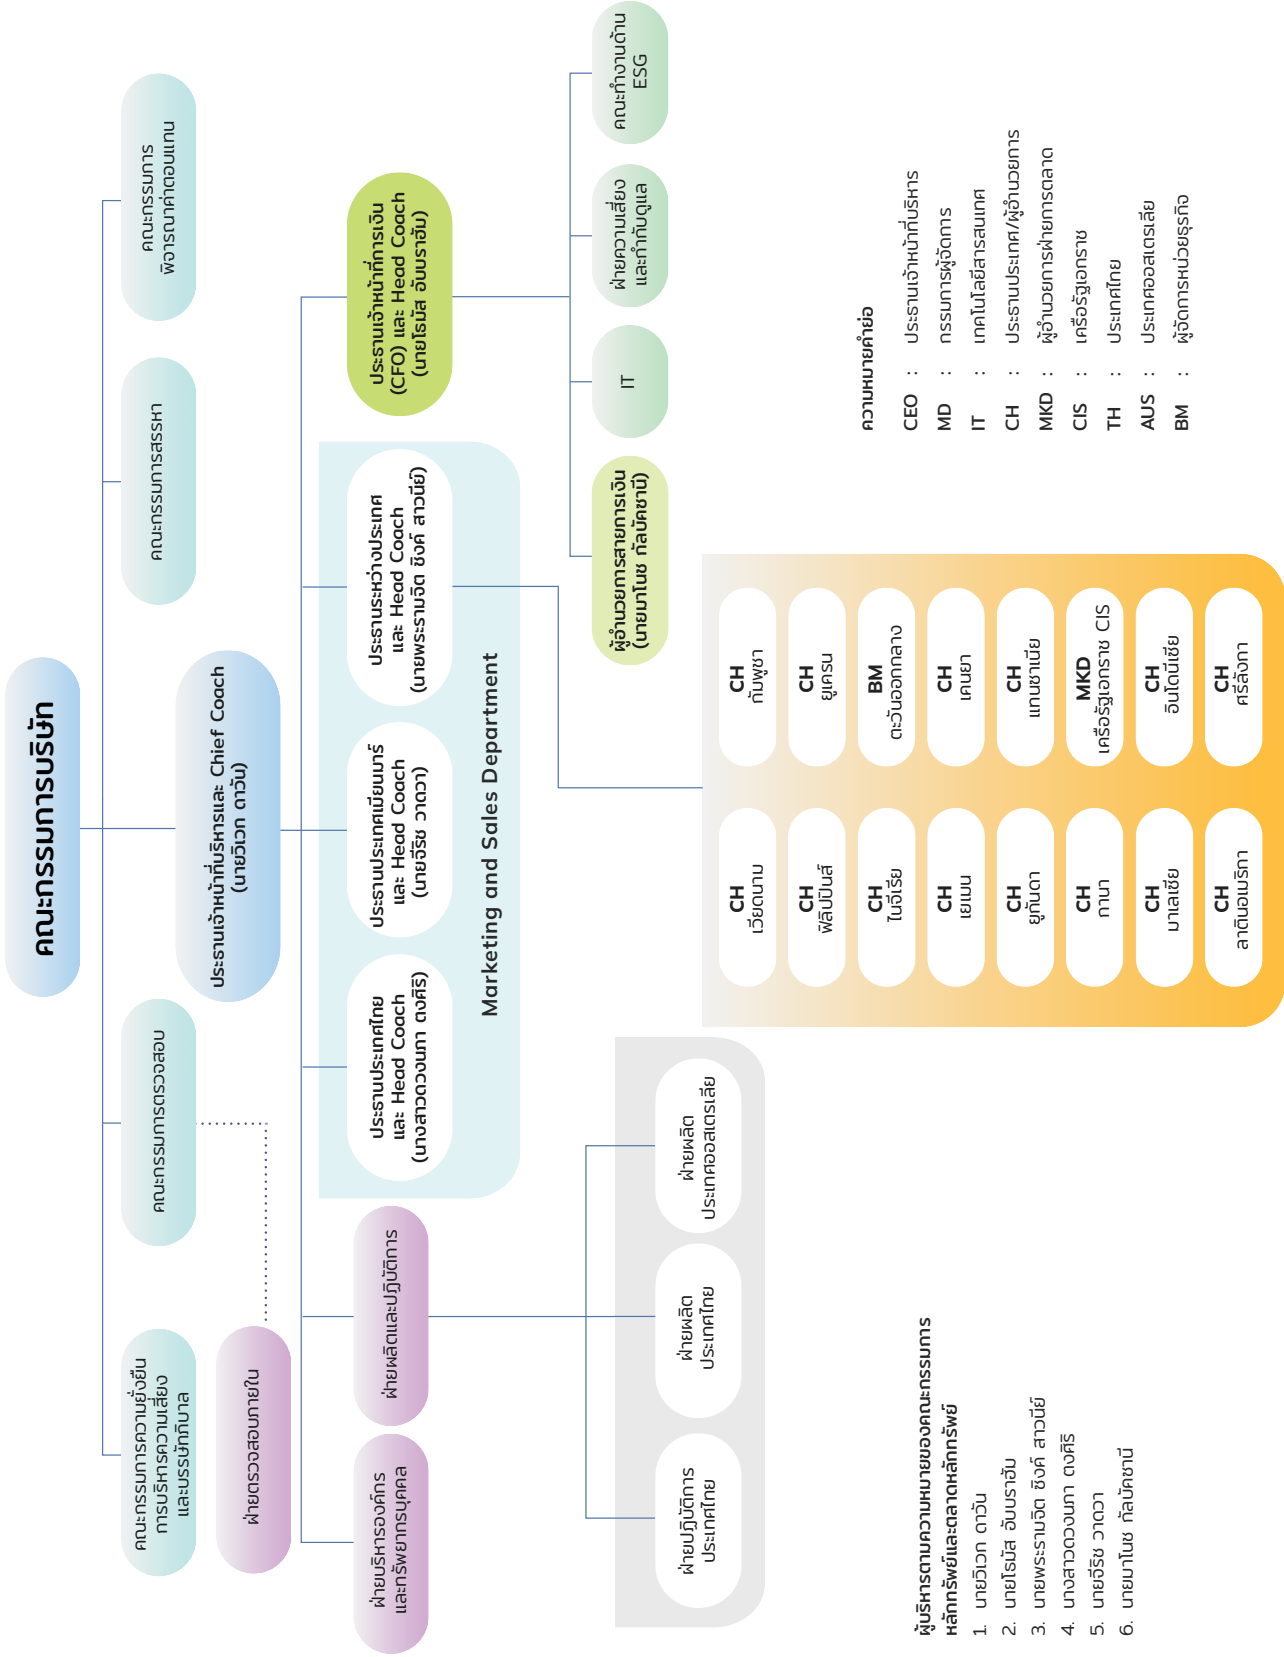 คณะกรรมการบริษัท
คณะกรรมการความยั่งยืน
การบริหารความเสี่ยง
และบรรษัทภิบาล
คณะกรรมการตรวจสอบ
คณะกรรมการสรรหา
คณะกรรมการ
พิจารณาค่าตอบแทน
ฝ่ายตรวจสอบภายใน
ประธานเจ้าหน้าที่บริหารและ Chief Coach
(นายวิเวก ดาวัน)
ฝ่ายบริหารองค์กร
และทรัพยากรบุคคล
ฝ่ายผลิตและปฏิบัติการ
ประธานประเทศไทย
และ Head Coach
(นางสาวดวงนภา ตงศิริ)
ประธานประเทศเมียนมาร์
และ Head Coach
(นายจีริช วาดวา)
ประธานระหว่างประเทศ
และ Head Coach
(นายพระรามจิต ซิงค์ สาวนีย์)
Marketing and Sales Department
ประธานเจ้าหน้าที่การเงิน
(CFO) และ Head Coach
(นายโธมัส อับบราฮัม)
ผู้อำนวยการสายการเงิน
(นายมาโนช กัลบัคชานี)
IT
ฝ่ายความเสี่ยง
และกำกับดูแล
คณะทำงานด้าน
ESG
ฝ่ายปฏิบัติการ
ประเทศไทย
ฝ่ายผลิต
ประเทศไทย
ฝ่ายผลิต
ประเทศออสเตรเลีย
CH
เวียดนาม
CH
กัมพูชา
CH
ฟิลิปปินส์
CH
ยูเครน
CH
ไนจีเรีย
BM
ตะวันออกกลาง
CH
เยเมน
CH
เคนยา
CH
ยูกันดา
CH
แทนซาเนีย
CH
กานา
MKD
เครือรัฐเอกราช CIS
CH
มาเลเซีย
CH
อินโดนีเซีย
CH
ลาตินอเมริกา
CH
ศรีลังกา
ผู้บริหารตามความหมายของคณะกรรมการ
หลักทรัพย์และตลาดหลักทรัพย์
1. นายวิเวก ดาวัน
2. นายโธมัส อับบราฮัม
3. นายพระรามจิต ซิงค์ สาวนีย์
4. นางสาวดวงนภา ตงศิริ
5. นายจีริช วาดวา
6. นายมาโนช กัลบัคชานี
ความหมายคำย่อ
CEO : ประธานเจ้าหน้าที่บริหาร
MD : กรรมการผู้จัดการ
IT : เทคโนโลยีสารสนเทศ
CH : ประธานประเทศ/ผู้อำนวยการ
MKD : ผู้อำนวยการฝ่ายการตลาด
CIS : เครือรัฐเอกราช
TH : ประเทศไทย
AUS : ประเทศออสเตรเลีย
BM : ผู้จัดการหน่วยธุรกิจ